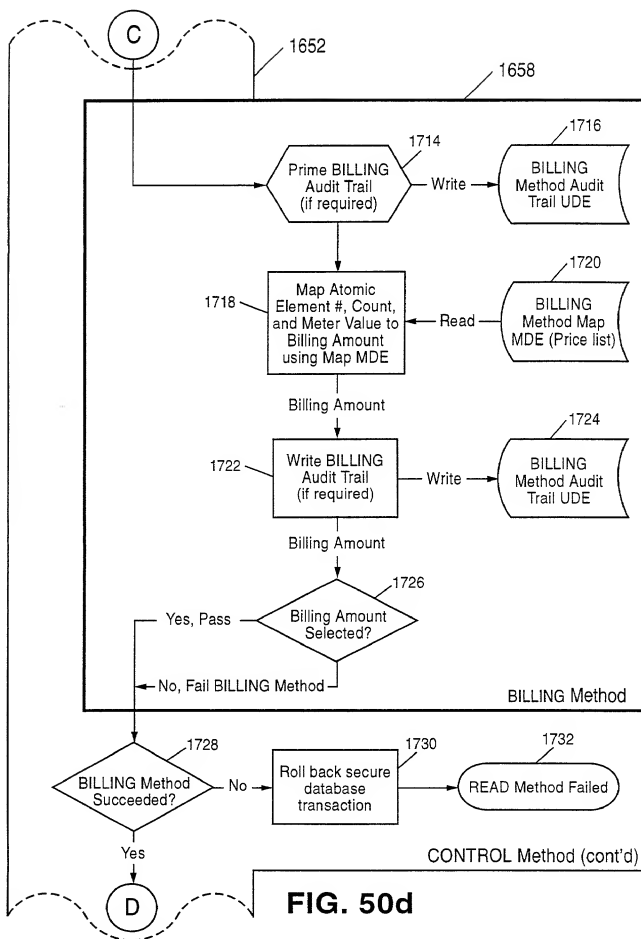 C
1652
1658
1714
1716
Prime BILLING
Audit Trail
(if required)
Write
BILLING
Method Audit
Trail UDE
1718
Map Atomic
Element #, Count,
and Meter Value to
Billing Amount
using Map MDE
Read
1720
BILLING
Method Map
MDE (Price list)
Billing Amount
1722
Write BILLING
Audit Trail
(if required)
Write
1724
BILLING
Method Audit
Trail UDE
Billing Amount
1726
Billing Amount
Selected?
Yes, Pass
No, Fail BILLING Method
BILLING Method
1728
BILLING Method
Succeeded?
No
1730
Roll back secure
database
transaction
1732
READ Method Failed
Yes
CONTROL Method (cont'd)
D
FIG. 50d